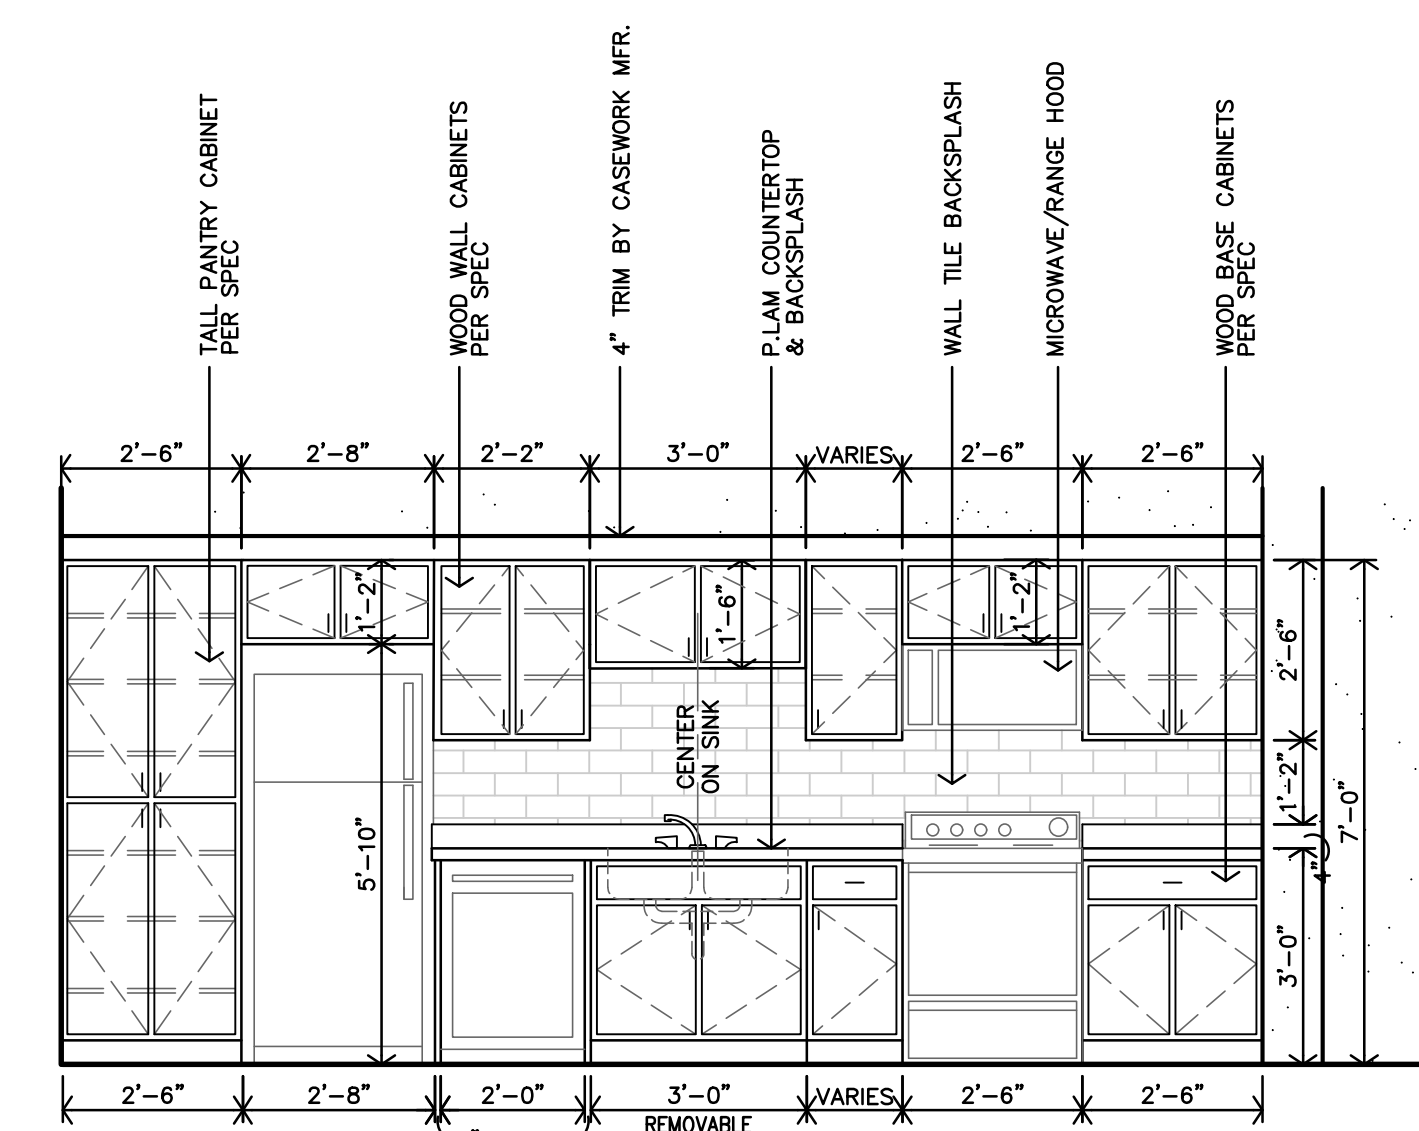 TALL PANTRY CABINET
PER SPEC
WOOD WALL CABINETS
PER SPEC
4" TRIM BY CASEWORK MFR.
P.LAM COUNTERTOP
& BACKSPLASH
WALL TILE BACKSPLASH
MICROWAVE/RANGE HOOD
WOOD BASE CABINETS
PER SPEC
2'-6"
2'-8"
2'-2"
3'-0"
VARIES
2'-6"
2'-6"
1'-2"
1'-6"
1'-2"
2'-6"
CENTER
ON SINK
1'-2"
7'-0"
5'-10"
4"
3'-0"
2'-6"
2'-8"
2'-0"
3'-0"
VARIES
2'-6"
2'-6"
REMOVABLE